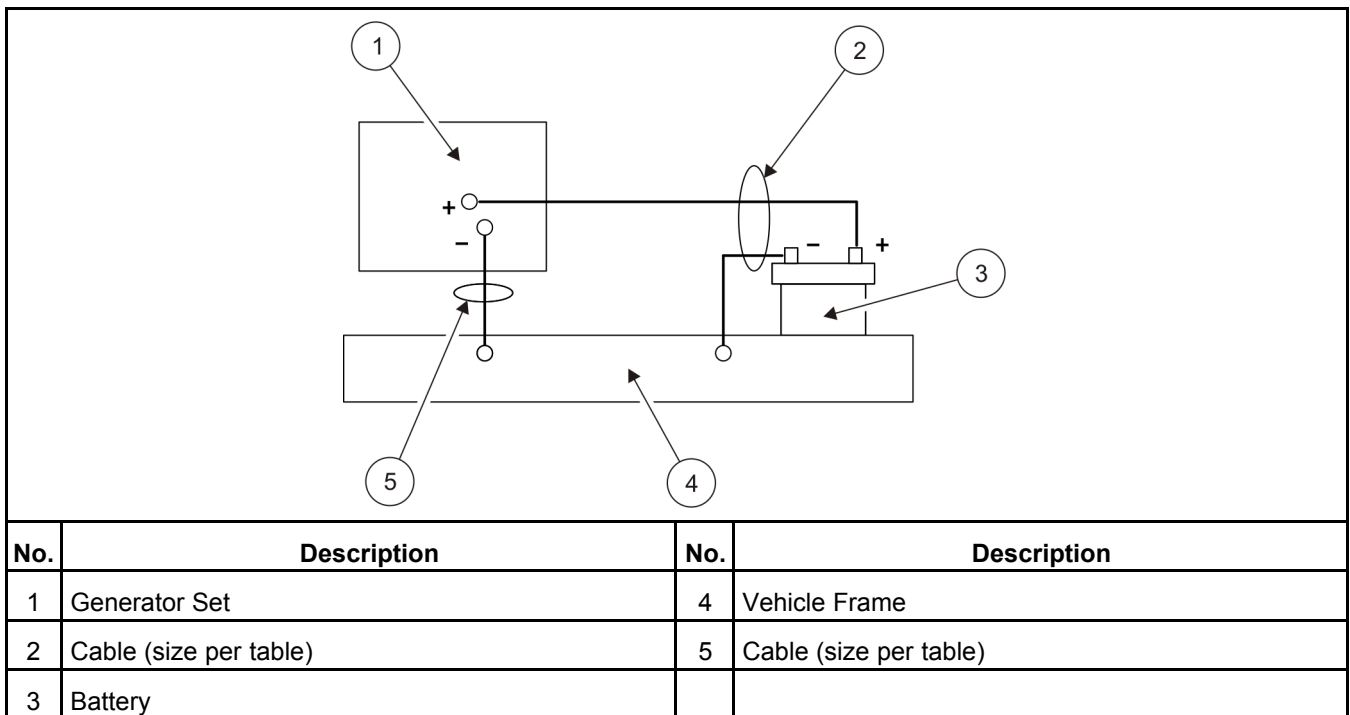 1
2
+
–
– +
3
5
4
No. Description No. Description
1 Generator Set 4 Vehicle Frame
2 Cable (size per table) 5 Cable (size per table)
3 Battery